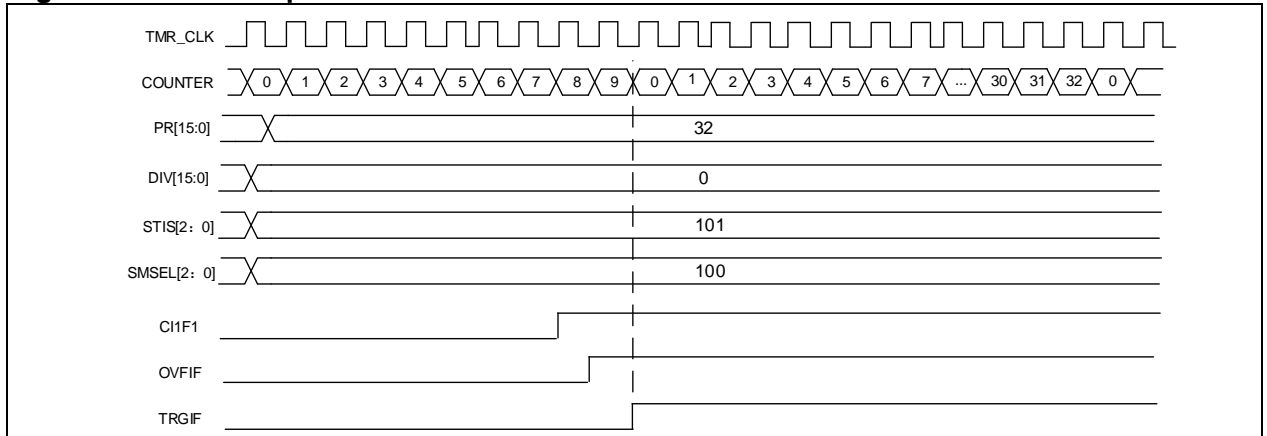 TMR_CLK
COUNTER 0 1 2 3 4 5 6 7 8 9 0 1 2 3 4 5 6 7 ... 30 31 32 0
PR[15:0] 32
DIV[15:0] 0
STIS[2：0] 101
SMSEL[2：0] 100
CI1F1
OVFIF
TRGIF